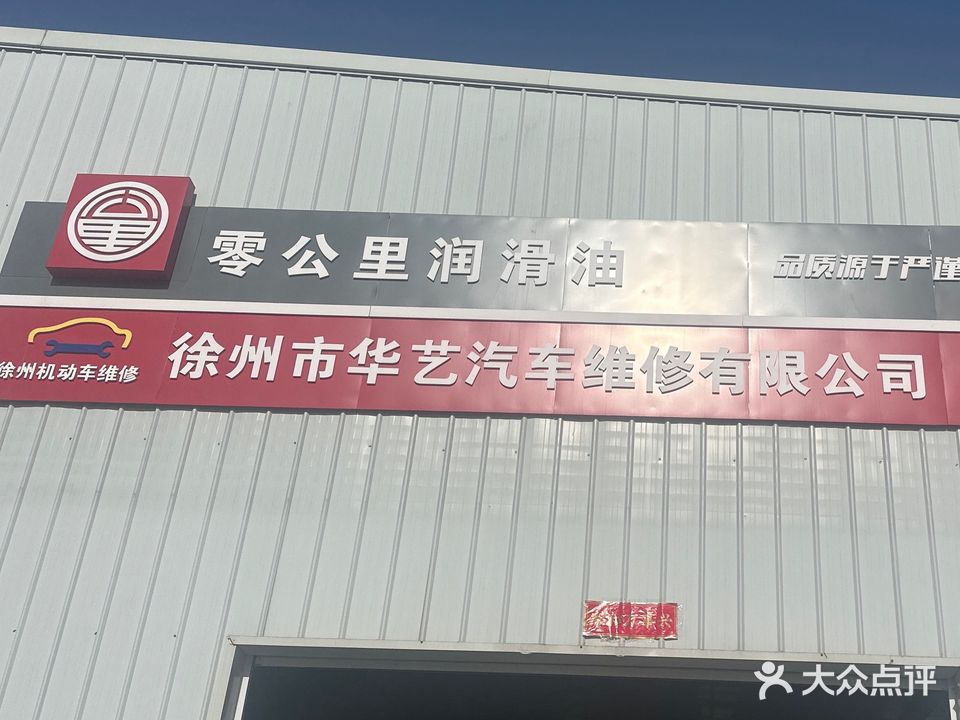 零公里润滑油 品质源于严谨
徐州机动车维修 徐州市华艺汽车维修有限公司
大众点评